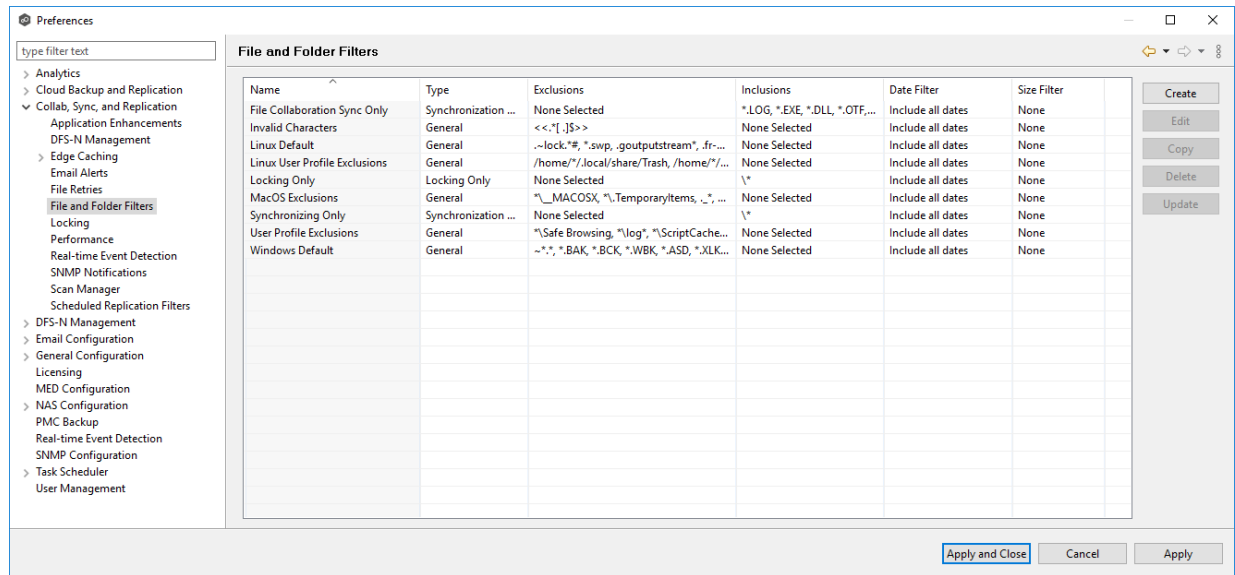 Preferences
type filter text
File and Folder Filters
Analytics
Cloud Backup and Replication
Collab, Sync, and Replication
Application Enhancements
DFS-N Management
Edge Caching
Email Alerts
File Retries
File and Folder Filters
Locking
Performance
Real-time Event Detection
SNMP Notifications
Scan Manager
Scheduled Replication Filters
DFS-N Management
Email Configuration
General Configuration
Licensing
MED Configuration
NAS Configuration
PMC Backup
Real-time Event Detection
SNMP Configuration
Task Scheduler
User Management
Name Type Exclusions Inclusions Date Filter Size Filter
File Collaboration Sync Only Synchronization ... None Selected *.LOG, *.EXE, *.DLL, *.OTF,... Include all dates None
Invalid Characters General <<.*[ .]$>> None Selected Include all dates None
Linux Default General .~lock.*#, *.swp, .goutputstream*, .fr-... None Selected Include all dates None
Linux User Profile Exclusions General /home/*/.local/share/Trash, /home/*/... None Selected Include all dates None
Locking Only Locking Only None Selected \* Include all dates None
MacOS Exclusions General *\__MACOSX, *\.TemporaryItems, ._*, ... None Selected Include all dates None
Synchronizing Only Synchronization ... None Selected \* Include all dates None
User Profile Exclusions General *\Safe Browsing, *\log*, *\ScriptCache... None Selected Include all dates None
Windows Default General ~*.*, *.BAK, *.BCK, *.WBK, *.ASD, *.XLK... None Selected Include all dates None
Create
Edit
Copy
Delete
Update
Apply and Close Cancel Apply